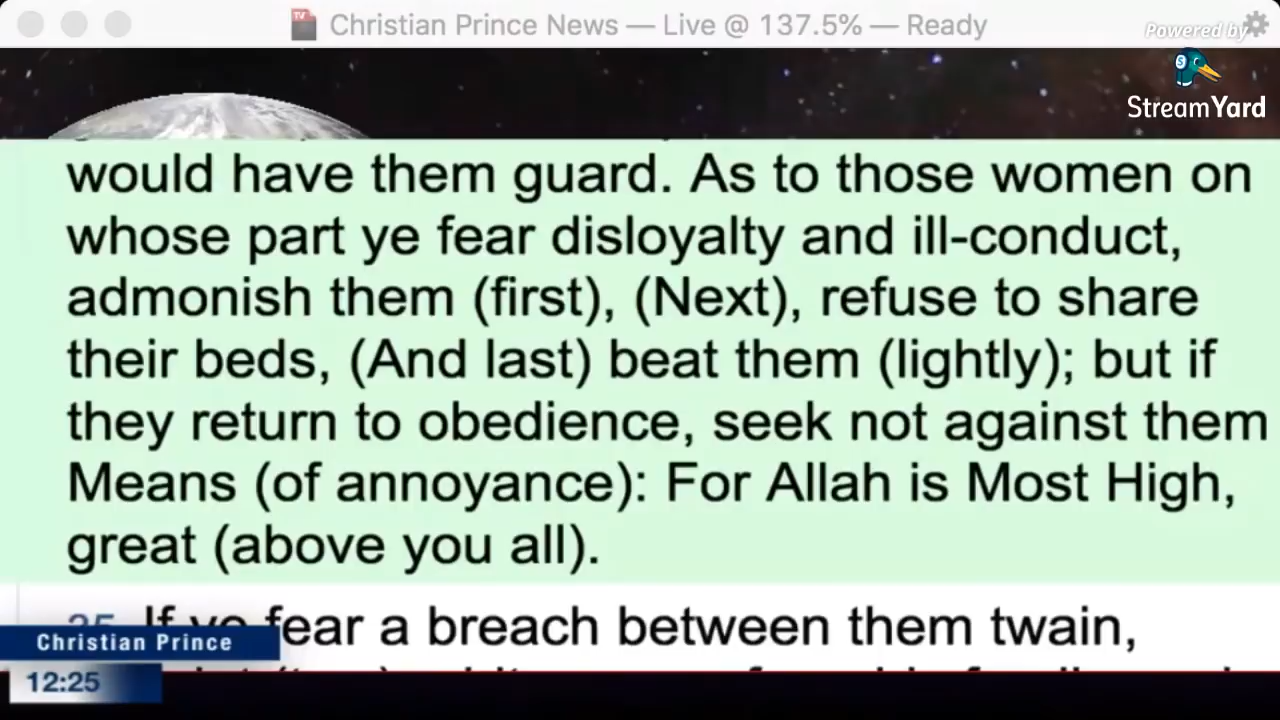 Christian Prince News — Live @ 137.5% — Ready
Powered by
StreamYard
would have them guard. As to those women on
whose part ye fear disloyalty and ill-conduct,
admonish them (first), (Next), refuse to share
their beds, (And last) beat them (lightly); but if
they return to obedience, seek not against them
Means (of annoyance): For Allah is Most High,
great (above you all).
35. If ye fear a breach between them twain,
Christian Prince
12:25